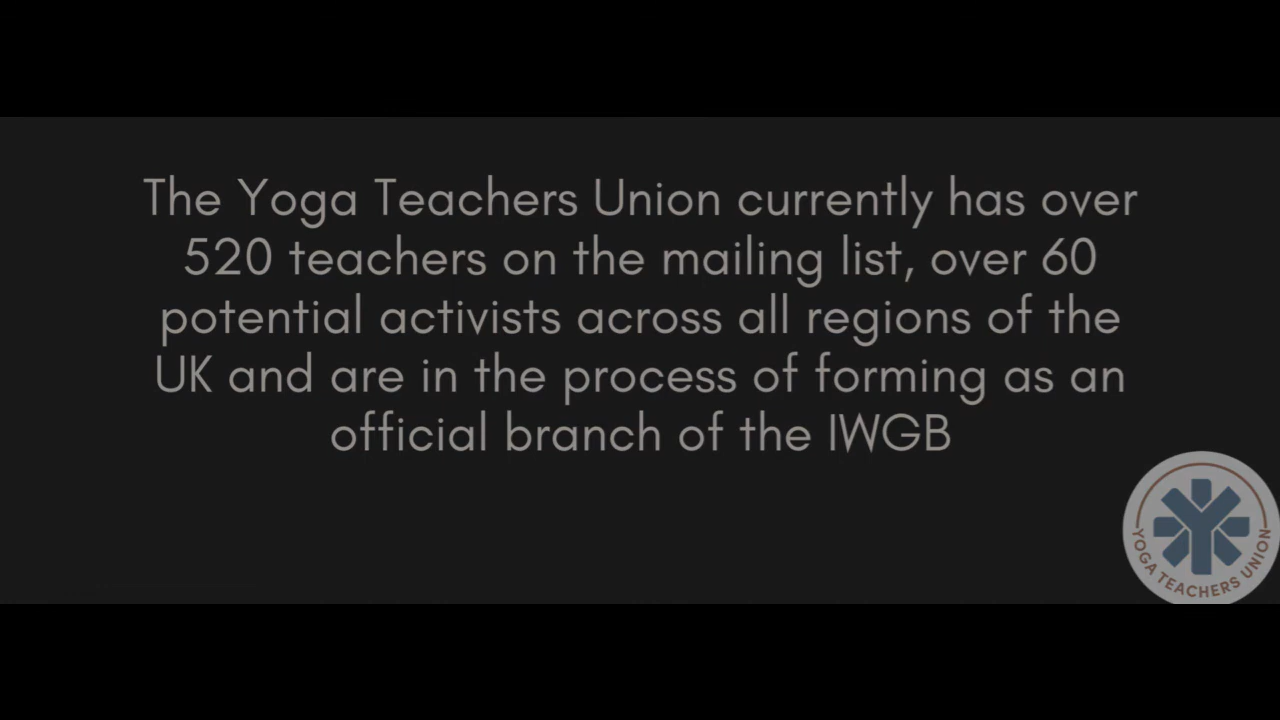 The Yoga Teachers Union currently has over
520 teachers on the mailing list, over 60
potential activists across all regions of the
UK and are in the process of forming as an
official branch of the IWGB
YOGA TEACHERS UNION